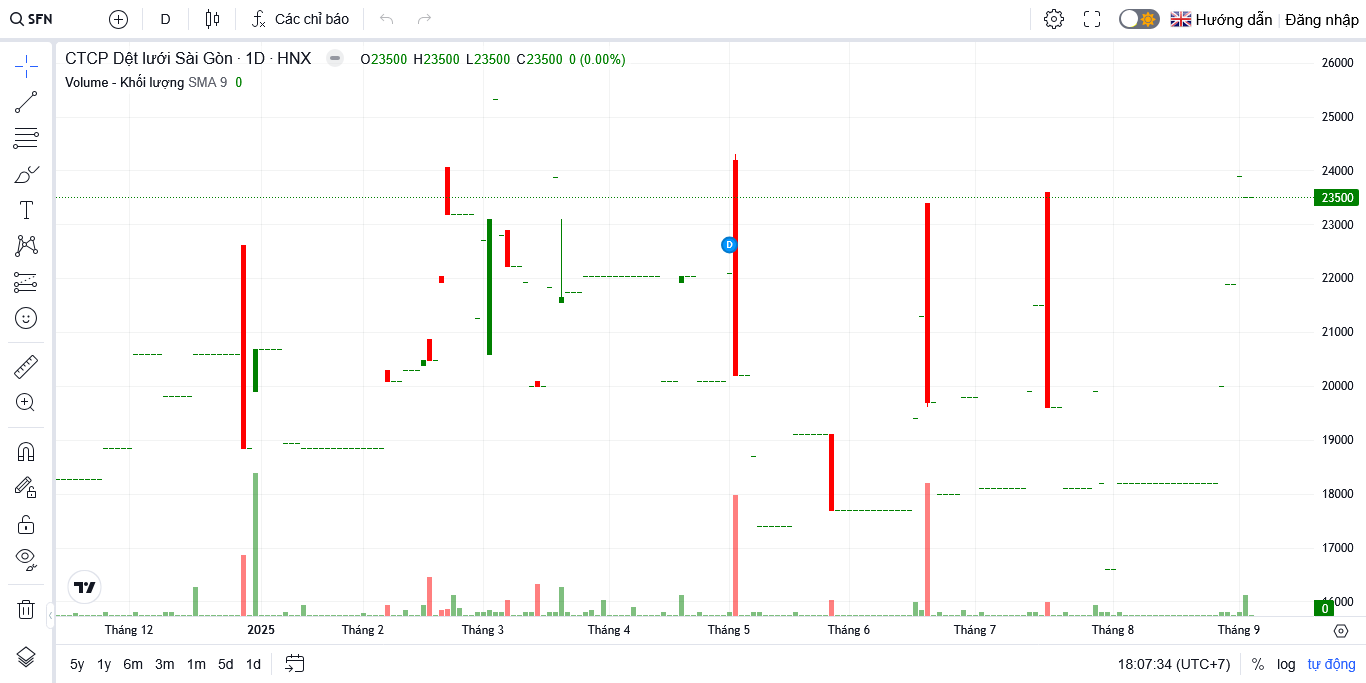 SFN D Các chỉ báo Hướng dẫn Đăng nhập
CTCP Dệt lưới Sài Gòn · 1D · HNX O23500 H23500 L23500 C23500 0 (0.00%)
Volume - Khối lượng SMA 9 0
26000
25000
24000
23500
23000
D
22000
21000
20000
19000
18000
17000
16000
0
Tháng 12 2025 Tháng 2 Tháng 3 Tháng 4 Tháng 5 Tháng 6 Tháng 7 Tháng 8 Tháng 9
5y 1y 6m 3m 1m 5d 1d 18:07:34 (UTC+7) % log tự động